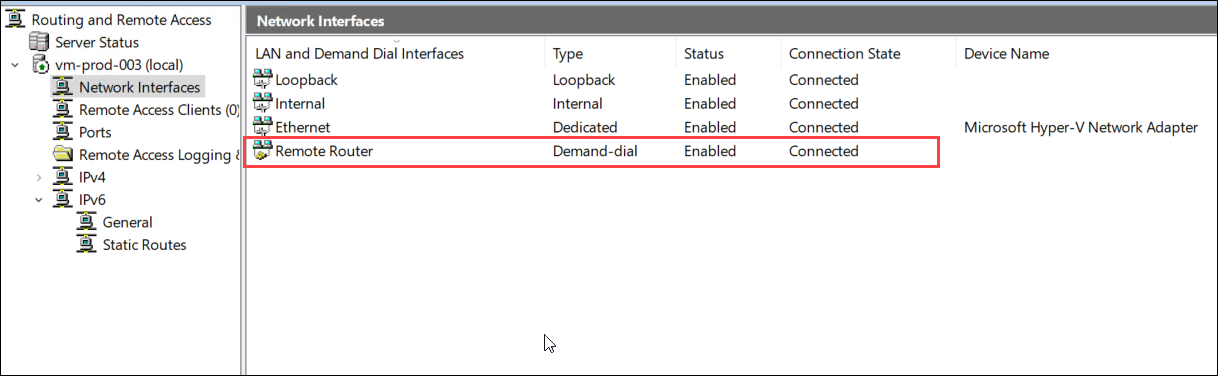 Routing and Remote Access
Server Status
vm-prod-003 (local)
Network Interfaces
Remote Access Clients (0)
Ports
Remote Access Logging &
IPv4
IPv6
General
Static Routes
Network Interfaces
LAN and Demand Dial Interfaces Type Status Connection State Device Name
Loopback Loopback Enabled Connected
Internal Internal Enabled Connected
Ethernet Dedicated Enabled Connected Microsoft Hyper-V Network Adapter
Remote Router Demand-dial Enabled Connected